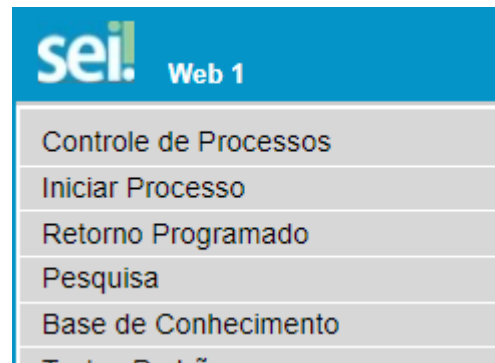 sei!
Web 1
Controle de Processos
Iniciar Processo
Retorno Programado
Pesquisa
Base de Conhecimento